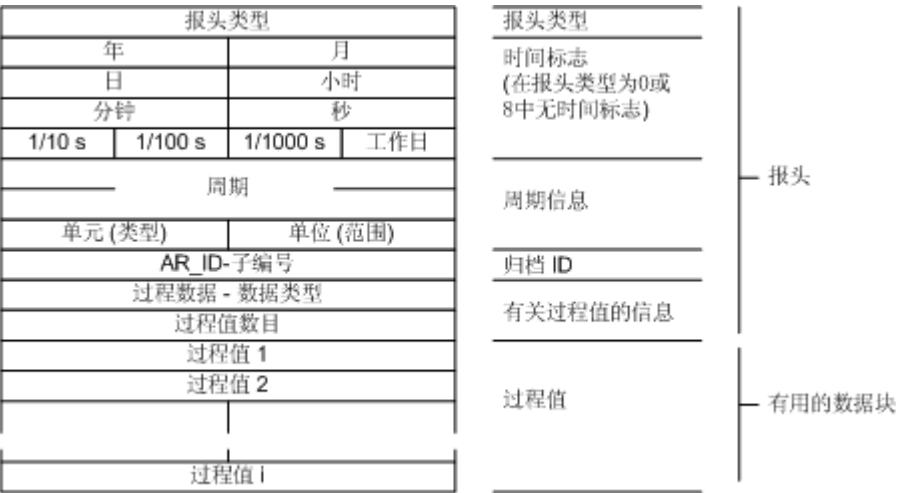 报头类型
年 月
日 小时
分钟 秒
1/10 s 1/100 s 1/1000 s 工作日
周期
单元 (类型) 单位 (范围)
AR_ID-子编号
过程数据 - 数据类型
过程值数目
过程值 1
过程值 2
过程值 i
报头类型
时间标志
(在报头类型为0或
8中无时间标志)
周期信息
归档 ID
有关过程值的信息
过程值
报头
有用的数据块